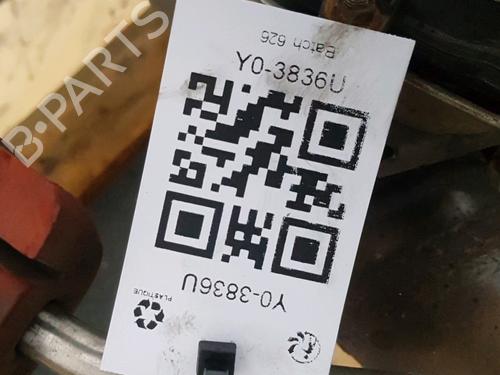 Batch 626
Y0-3836U
Y0-3836U
PLASTIQUE
B-PARTS